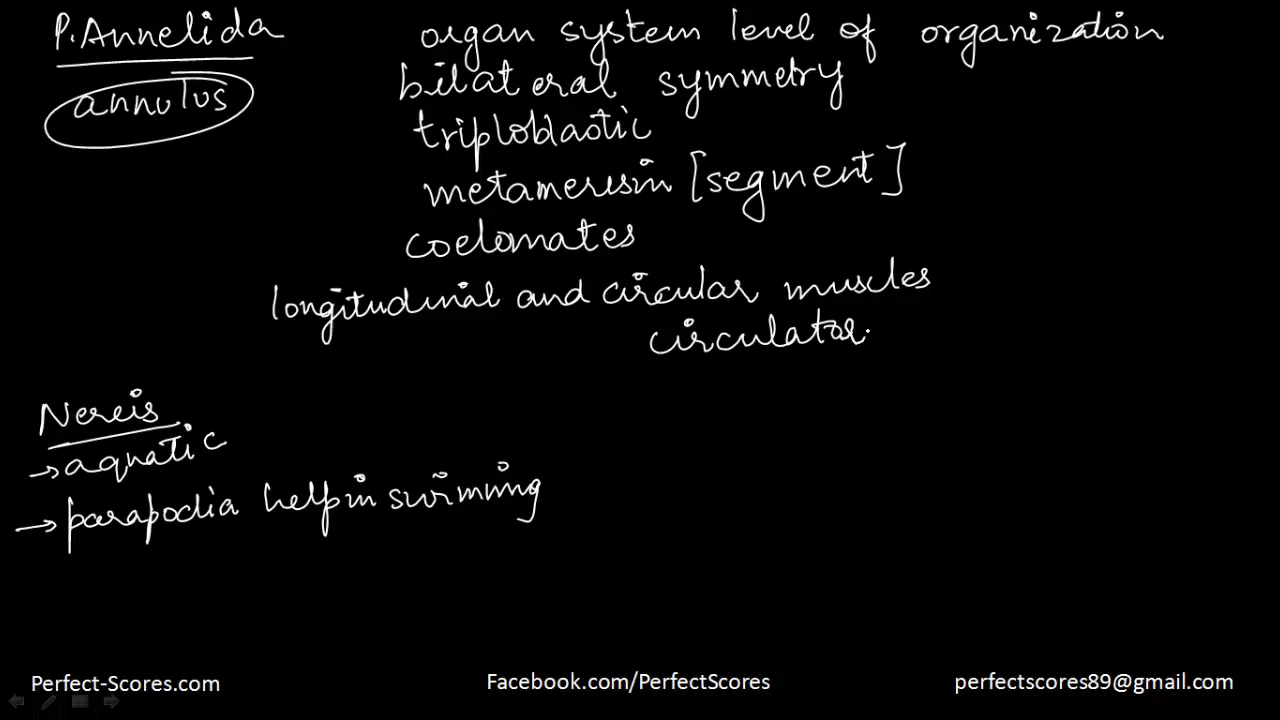 P. Annelida
annulus
organ system level of organization
bilateral symmetry
triploblastic
metameresim [segment]
coelomates
longitudinal and circular muscles
circulator.
Nereis
→ aquatic
→ parapodia help in swimming
Perfect-Scores.com
Facebook.com/PerfectScores
perfectscores89@gmail.com